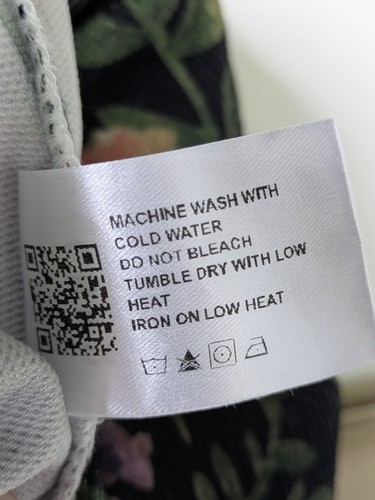 MACHINE WASH WITH
COLD WATER
DO NOT BLEACH
TUMBLE DRY WITH LOW
HEAT
IRON ON LOW HEAT